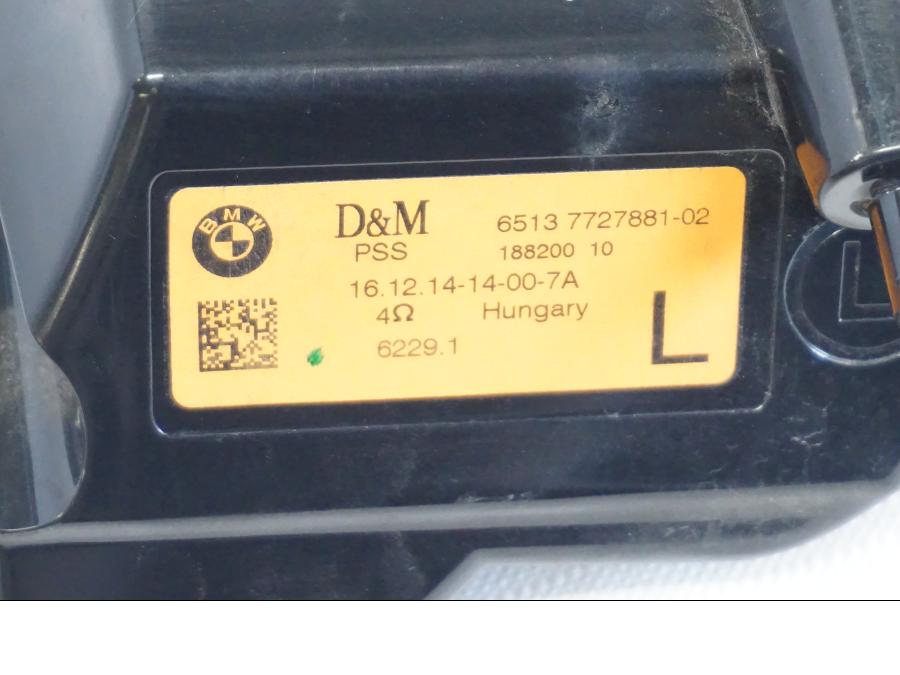 BMW
D&M 6513 7727881-02
PSS 188200 10
16.12.14-14-00-7A
4Ω Hungary
6229.1
L
L